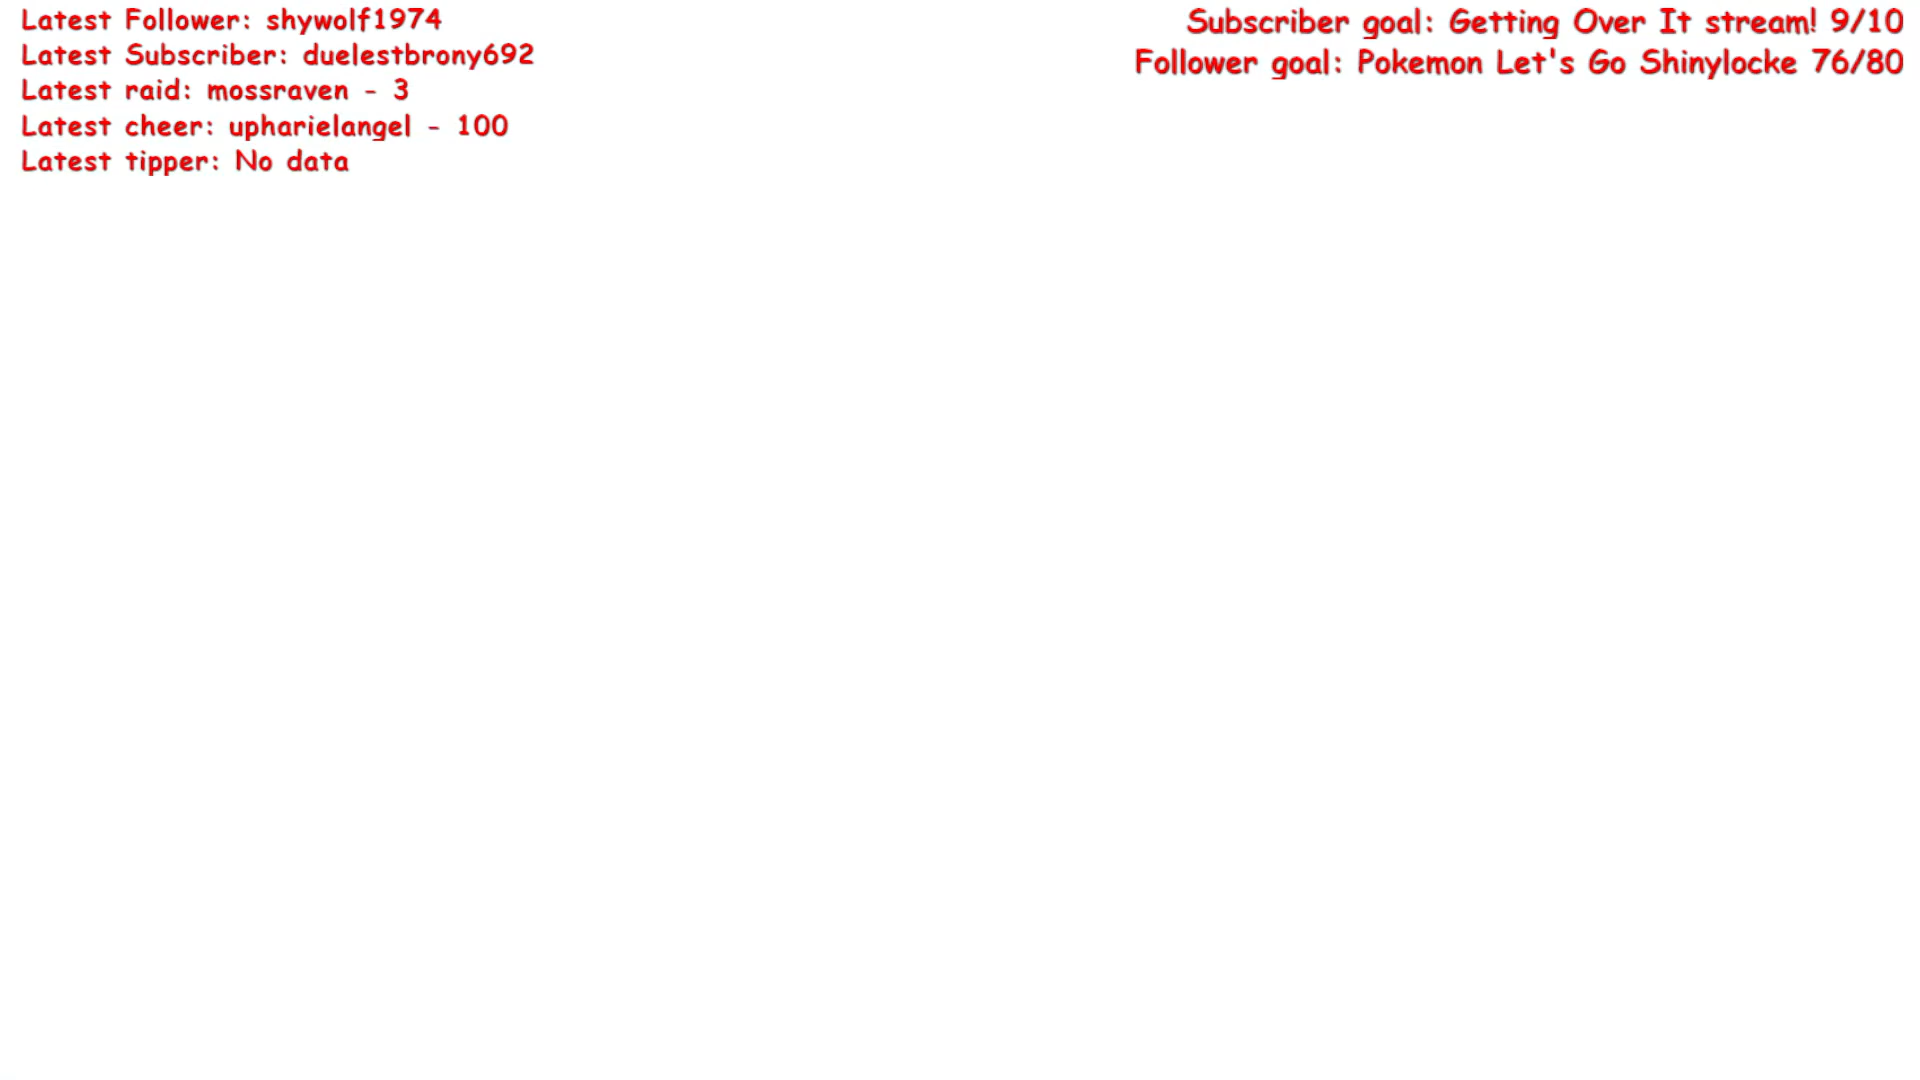 Latest Follower: shywolf1974
Latest Subscriber: duelestbrony692
Latest raid: mossraven - 3
Latest cheer: upharielangel - 100
Latest tipper: No data
Subscriber goal: Getting Over It stream! 9/10
Follower goal: Pokemon Let's Go Shinylocke 76/80